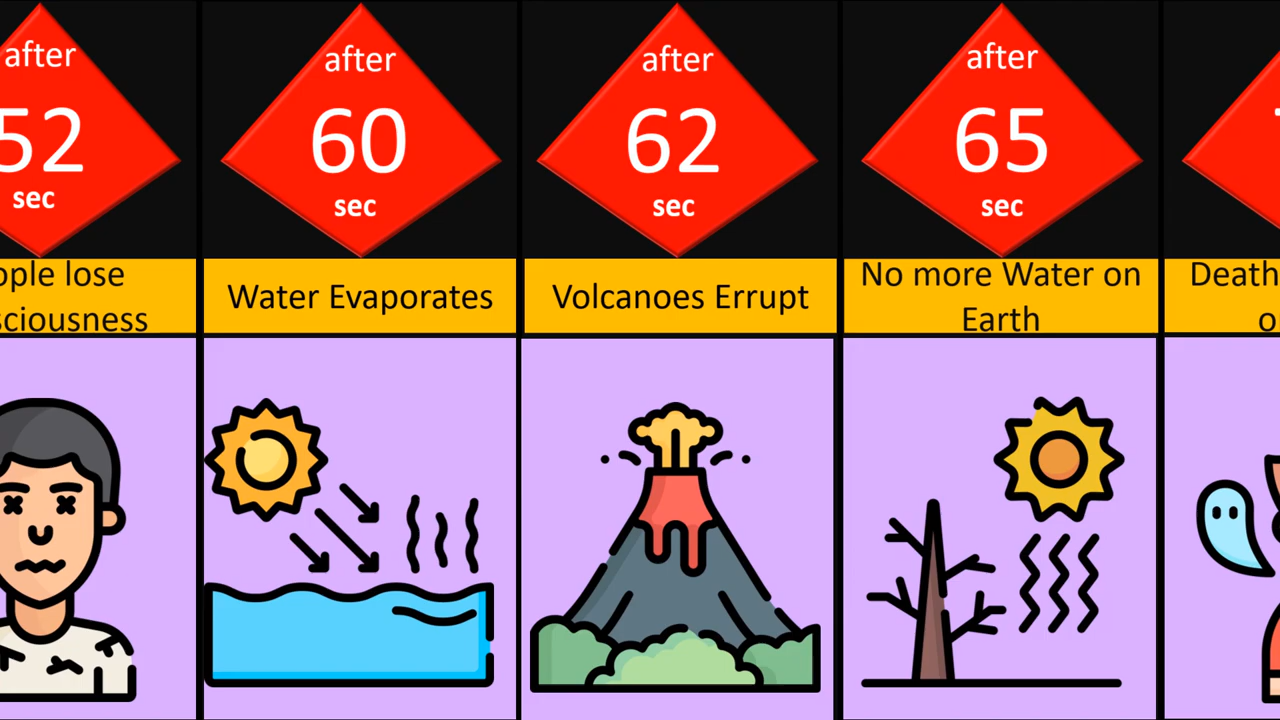 after
52
sec
ople lose
sciousness
after
60
sec
Water Evaporates
after
62
sec
Volcanoes Errupt
after
65
sec
No more Water on
Earth
Death
o